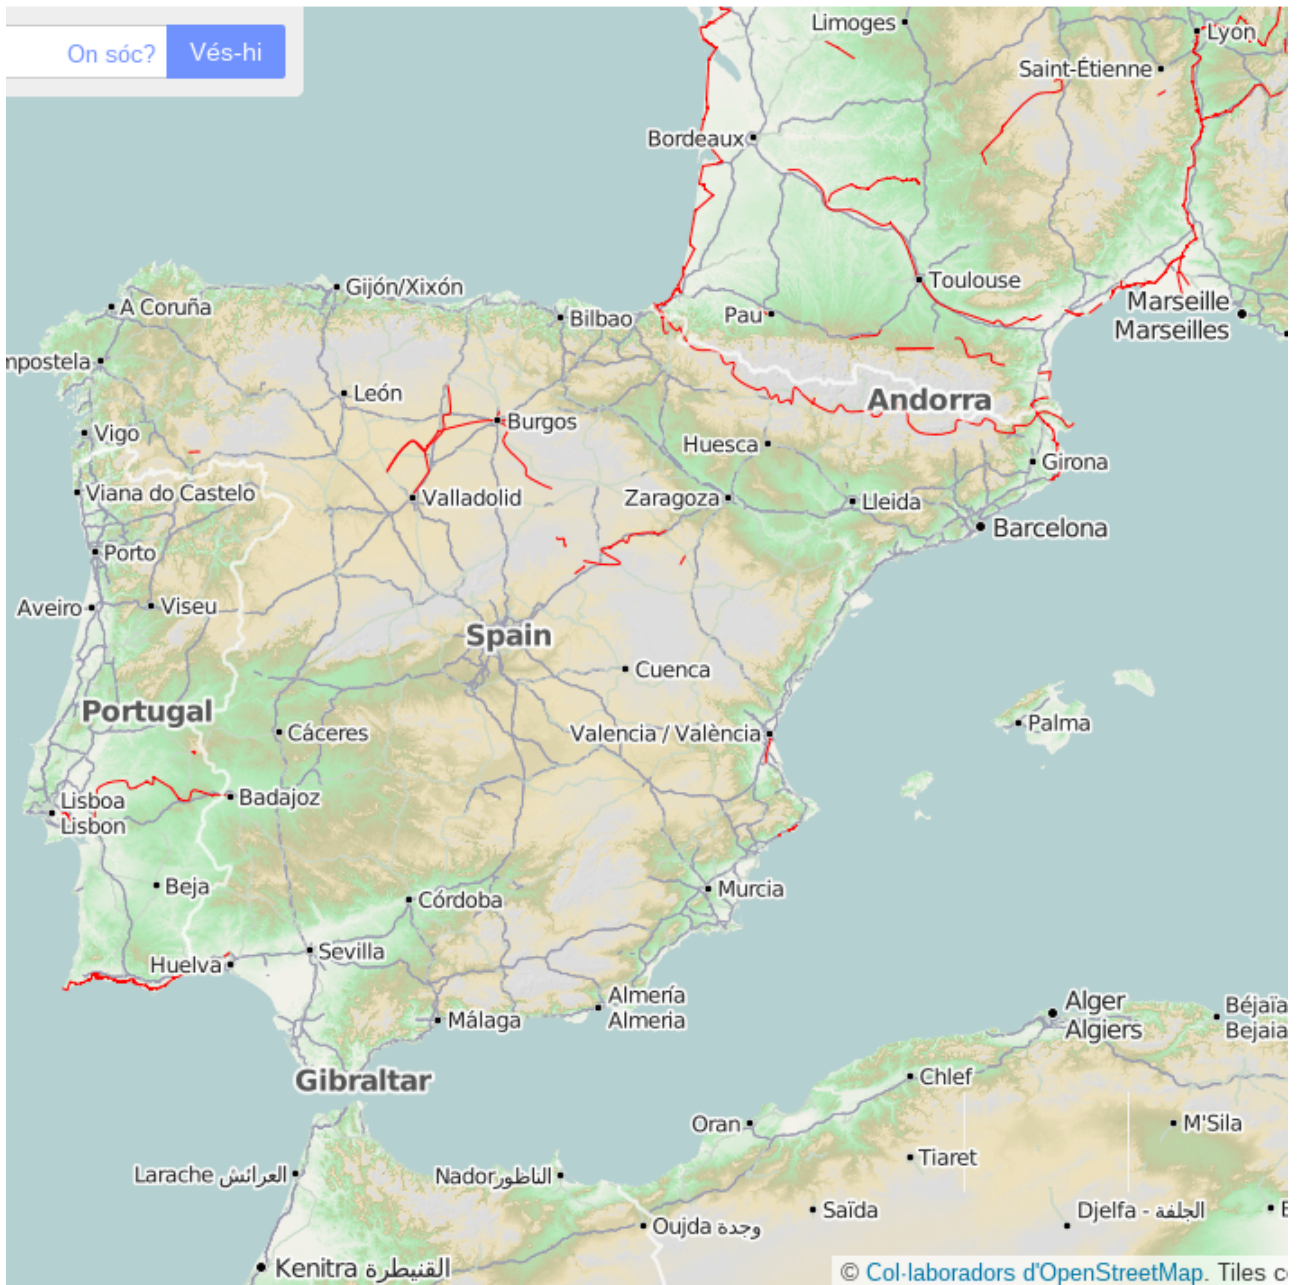 Limoges
Lyon
On sóc?
Vés-hi
Saint-Étienne
Bordeaux
Toulouse
Gijón/Xixón
A Coruña
Marseille
Marseilles
Bilbao
Pau
mpostela
León
Andorra
Burgos
Vigo
Huesca
Girona
Viana do Castelo
Valladolid
Zaragoza
Lleida
Barcelona
Porto
Aveiro
Viseu
Spain
Cuenca
Portugal
Palma
Cáceres
Valencia / València
Lisboa
Lisbon
Badajoz
Beja
Murcia
Córdoba
Sevilla
Huelva
Almería
Almeria
Málaga
Alger
Algiers
Béjaïa
Bejaia
Gibraltar
Chlef
Oran
M'Sila
Tiaret
Larache العرائش
Nador الناظور
Saïda
Djelfa - الجلفة
Oujda وجدة
Kenitra القنيطرة
© Col·laboradors d'OpenStreetMap. Tiles c